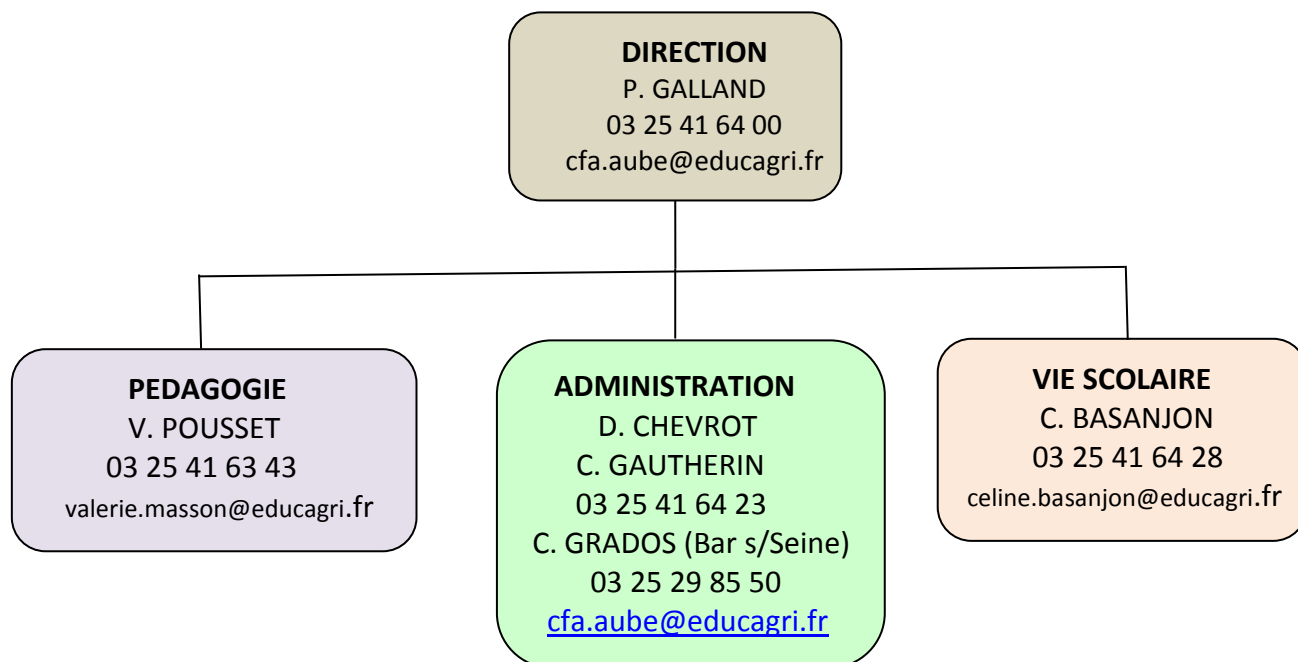 DIRECTION
P. GALLAND
03 25 41 64 00
cfa.aube@educagri.fr
PEDAGOGIE
V. POUSSET
03 25 41 63 43
valerie.masson@educagri.fr
ADMINISTRATION
D. CHEVROT
C. GAUTHERIN
03 25 41 64 23
C. GRADOS (Bar s/Seine)
03 25 29 85 50
cfa.aube@educagri.fr
VIE SCOLAIRE
C. BASANJON
03 25 41 64 28
celine.basanjon@educagri.fr